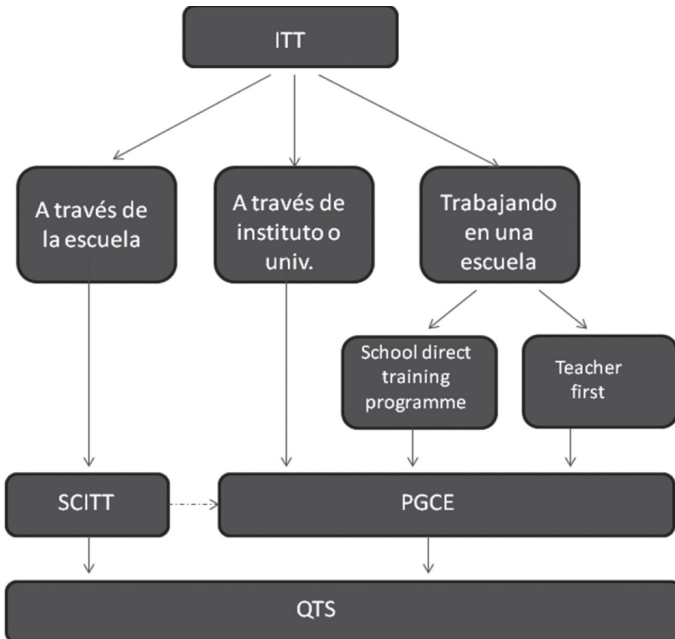 ITT
A través de
la escuela
A través de
instituto o
univ.
Trabajando
en una
escuela
School direct
training
programme
Teacher
first
SCITT
PGCE
QTS